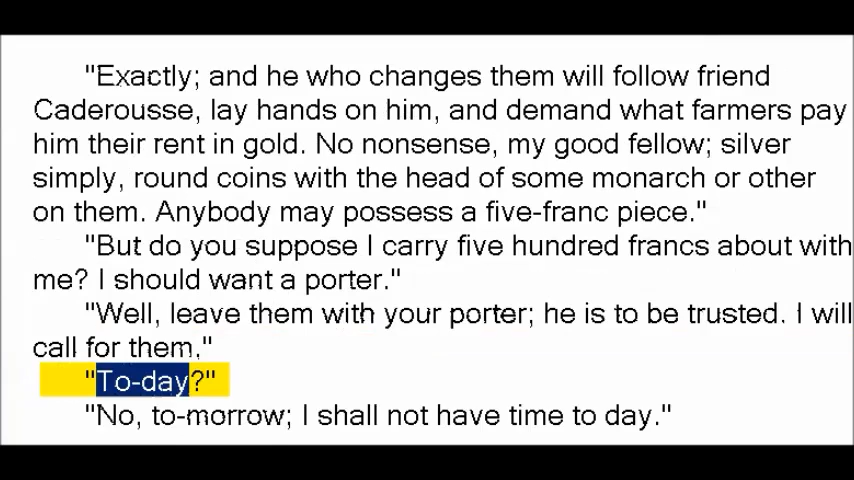 "Exactly; and he who changes them will follow friend
Caderousse, lay hands on him, and demand what farmers pay
him their rent in gold. No nonsense, my good fellow; silver
simply, round coins with the head of some monarch or other
on them. Anybody may possess a five-franc piece."
"But do you suppose I carry five hundred francs about with
me? I should want a porter."
"Well, leave them with your porter; he is to be trusted. I will
call for them."
"To-day?"
"No, to-morrow; I shall not have time to day."